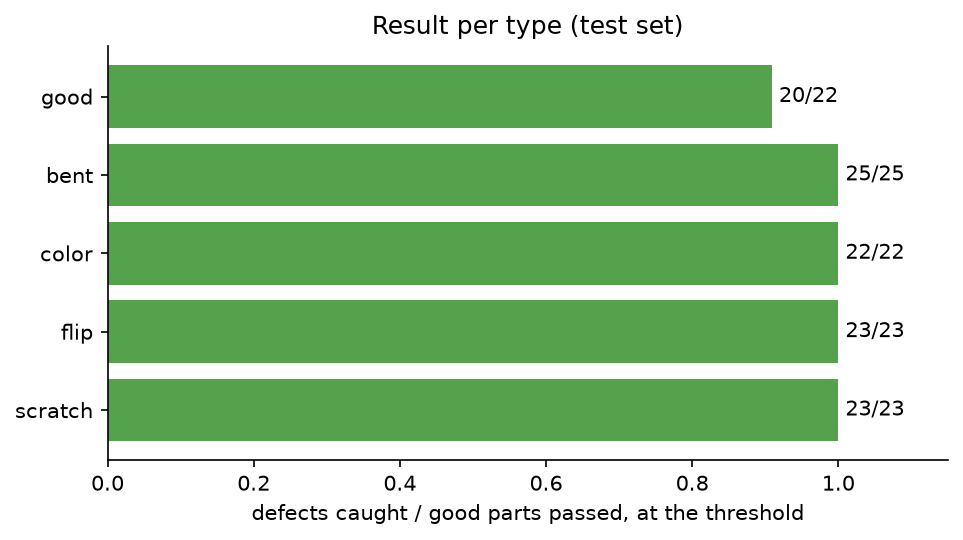 Result per type (test set)
good
20/22
bent
25/25
color
22/22
flip
23/23
scratch
23/23
0.0 0.2 0.4 0.6 0.8 1.0
defects caught / good parts passed, at the threshold